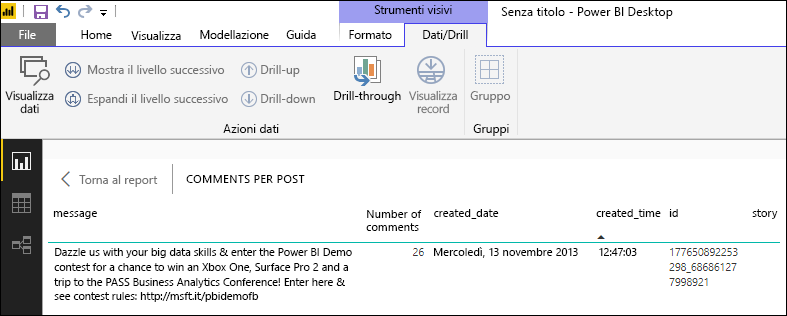 Strumenti visivi
Senza titolo - Power BI Desktop
File Home Visualizza Modellazione Guida Formato Dati/Drill
Visualizza dati
Mostra il livello successivo
Espandi il livello successivo
Drill-up
Drill-down
Drill-through
Visualizza record
Gruppo
Azioni dati
Gruppi
Torna al report
COMMENTS PER POST
message Number of comments created_date created_time id story
Dazzle us with your big data skills & enter the Power BI Demo
contest for a chance to win an Xbox One, Surface Pro 2 and a
trip to the PASS Business Analytics Conference! Enter here &
see contest rules: http://msft.it/pbidemofb
26
Mercoledì, 13 novembre 2013
12:47:03
177650892253
298_68686127
7998921